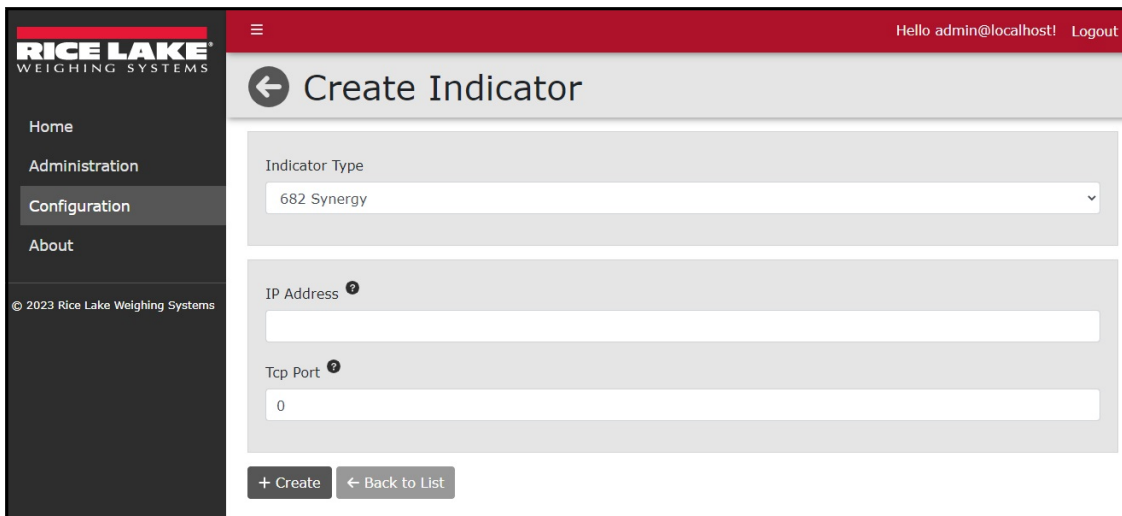 RICE LAKE®
WEIGHING SYSTEMS
Home
Administration
Configuration
About
© 2023 Rice Lake Weighing Systems
Hello admin@localhost! Logout
Create Indicator
Indicator Type
682 Synergy
IP Address ?
Tcp Port ?
0
+ Create ← Back to List